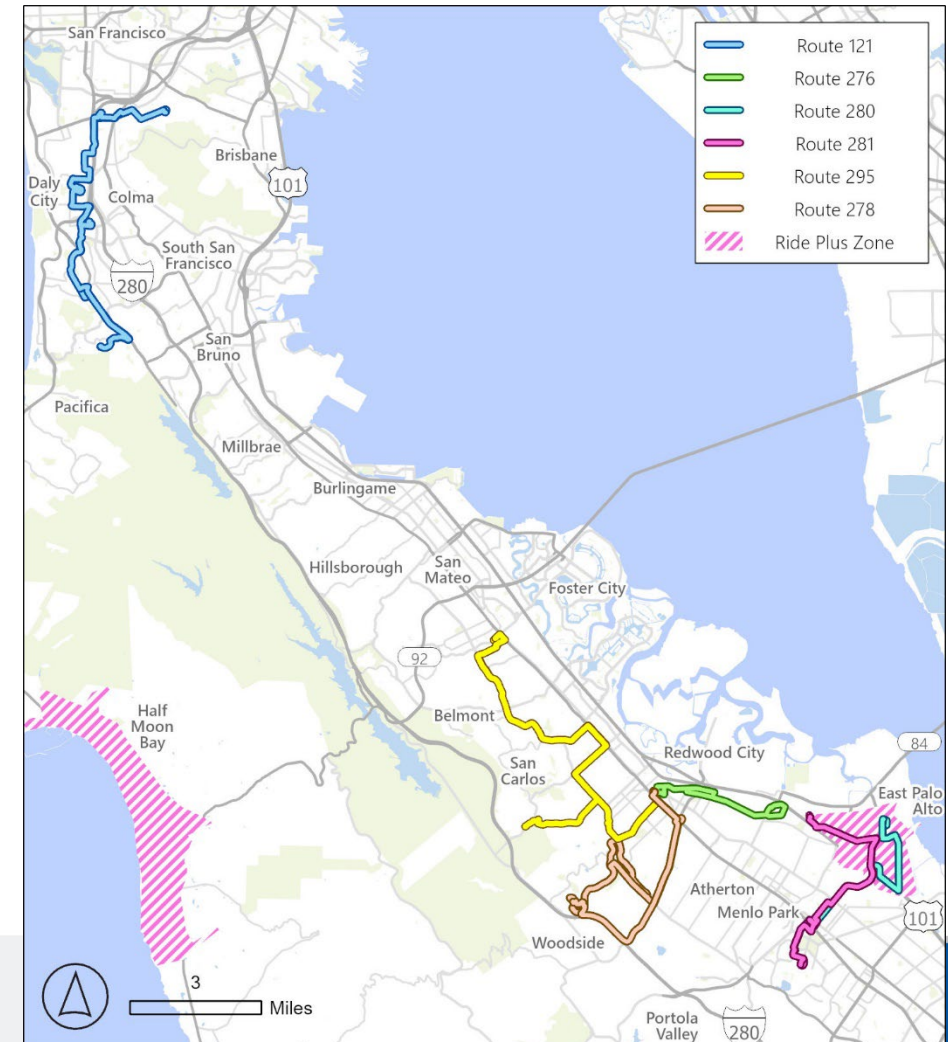 San Francisco
Route 121
Route 276
Route 280
Route 281
Route 295
Route 278
Ride Plus Zone
Brisbane
101
Daly
City
Colma
South San
Francisco
280
San
Bruno
Pacifica
Millbrae
Burlingame
Hillsborough
San
Mateo
Foster City
92
Half
Moon
Bay
Belmont
San
Carlos
Redwood City
84
East Palo
Alto
Atherton
Menlo Park
101
Woodside
3
Miles
Portola
Valley
280